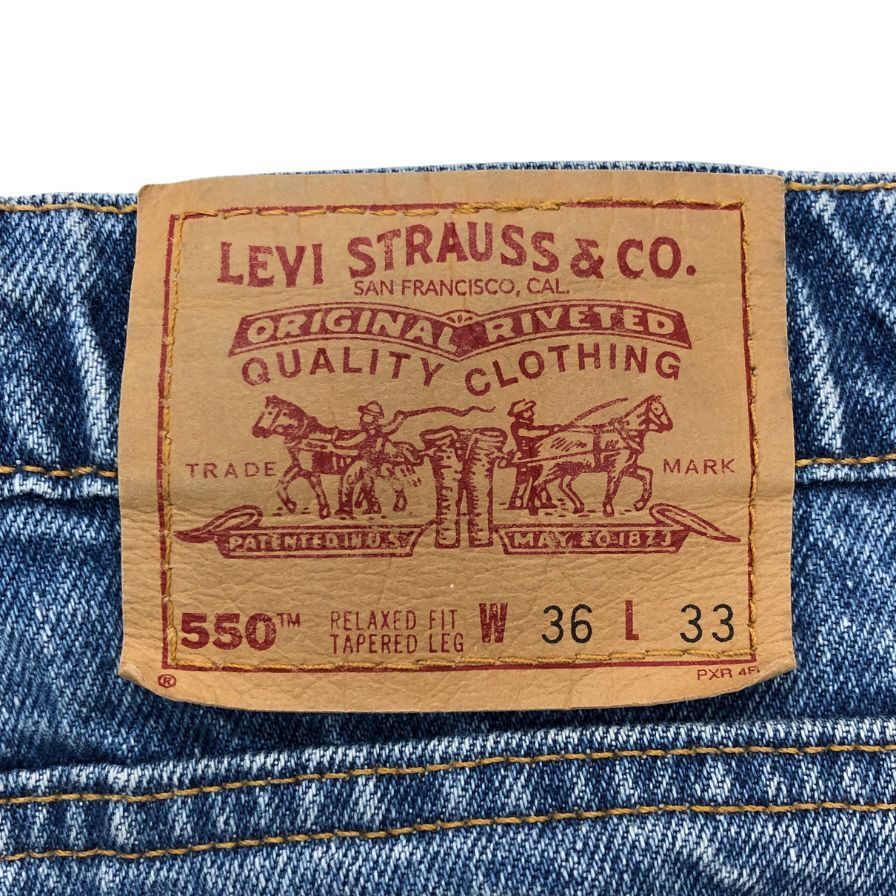 LEVI STRAUSS & CO.
SAN FRANCISCO, CAL.
ORIGINAL RIVETED
QUALITY CLOTHING
TRADE MARK
PATENTED IN U.S. MAY 20 1873
550™ RELAXED FIT W 36 L 33
TAPERED LEG
®